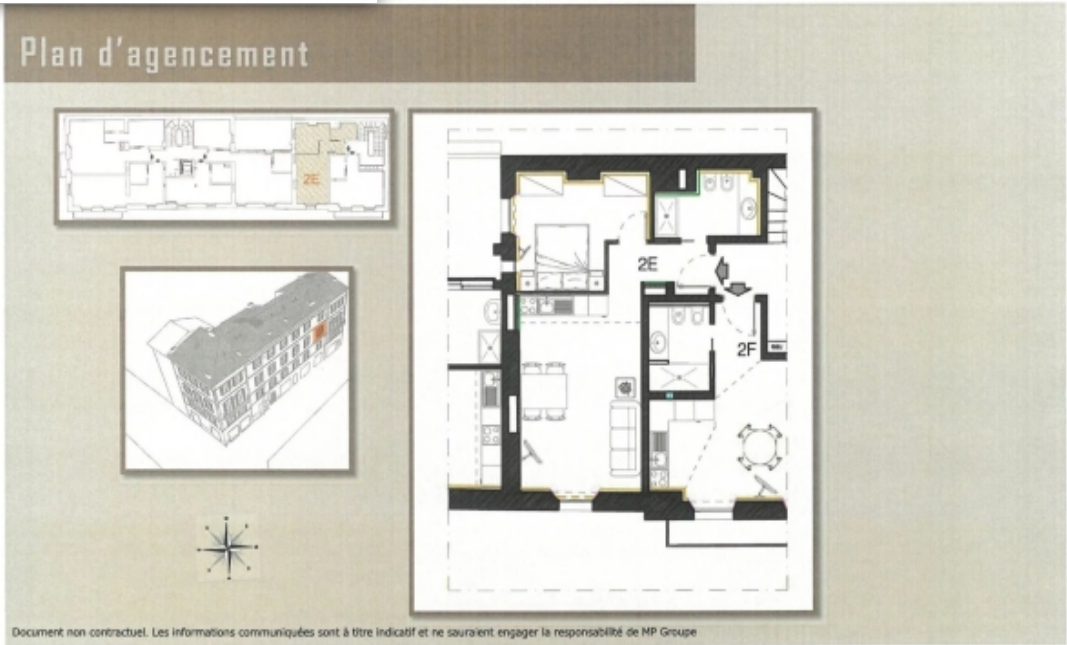 Plan d'agencement
2E
2E
2F
Document non contractuel. Les informations communiquées sont à titre indicatif et ne sauraient engager la responsabilité de MP Groupe